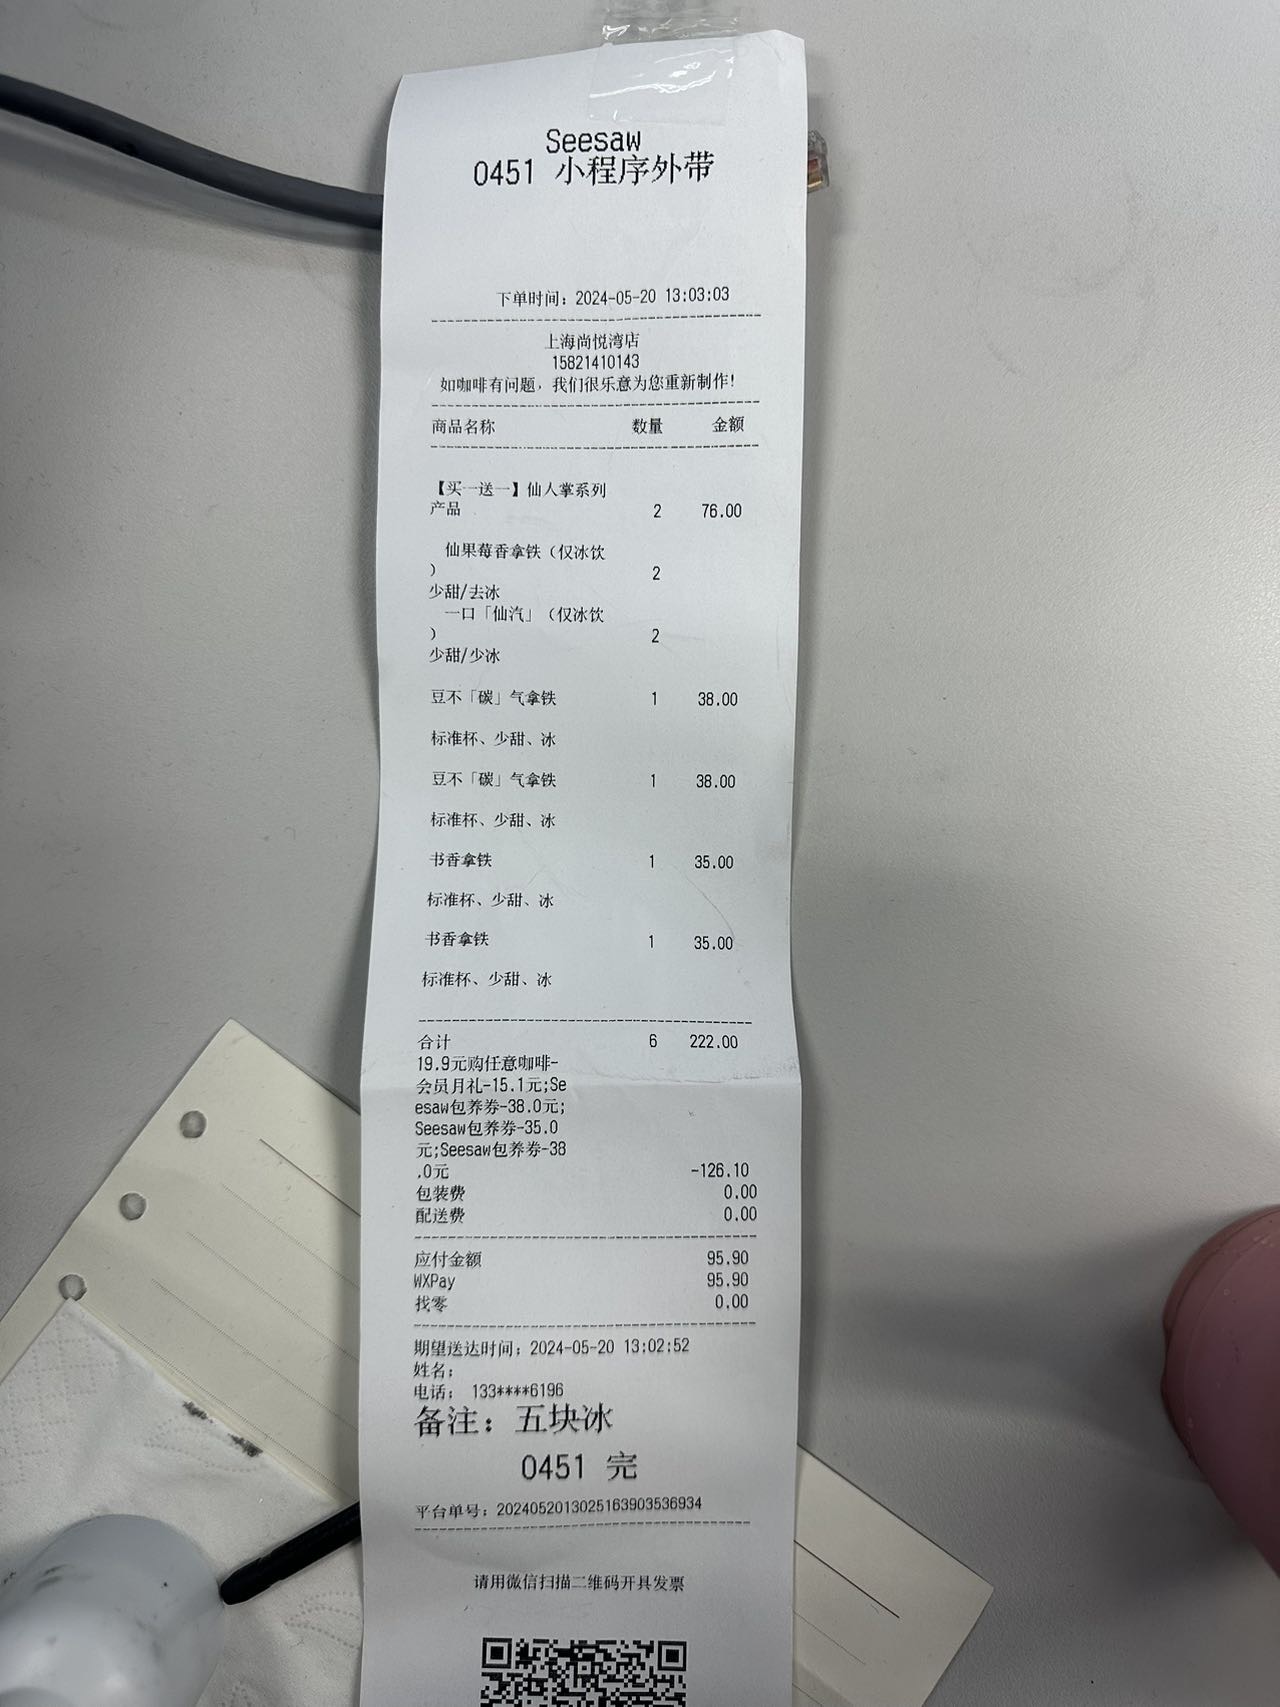 Seesaw
0451 小程序外带
下单时间：2024-05-20 13:03:03
上海尚悦湾店
15821410143
如咖啡有问题，我们很乐意为您重新制作！
商品名称 数量 金额
【买一送一】仙人掌系列
产品 2 76.00
仙果莓香拿铁（仅冰饮
） 2
少甜/去冰
一口「仙汽」（仅冰饮
） 2
少甜/少冰
豆不「碳」气拿铁 1 38.00
标准杯、少甜、冰
豆不「碳」气拿铁 1 38.00
标准杯、少甜、冰
书香拿铁 1 35.00
标准杯、少甜、冰
书香拿铁 1 35.00
标准杯、少甜、冰
合计 6 222.00
19.9元购任意咖啡-
会员月礼-15.1元;Se
esaw包养券-38.0元;
Seesaw包养券-35.0
元;Seesaw包养券-38
.0元 -126.10
包装费 0.00
配送费 0.00
应付金额 95.90
WXPay 95.90
找零 0.00
期望送达时间：2024-05-20 13:02:52
姓名：
电话： 133****6196
备注：五块冰
0451 完
平台单号：2024052013025163903536934
请用微信扫描二维码开具发票